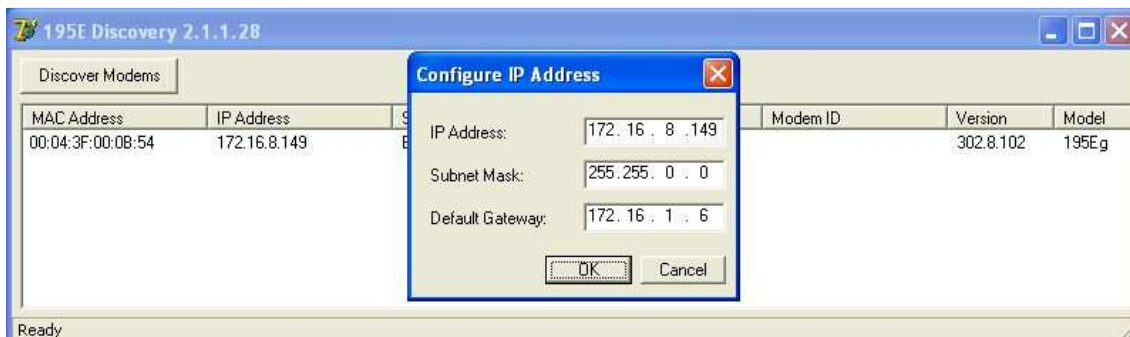 195E Discovery 2.1.1.28
Discover Modems
MAC Address IP Address Modem ID Version Model
00:04:3F:00:0B:54 172.16.8.149 302.8.102 195Eg
Configure IP Address
IP Address: 172. 16 . 8 .149
Subnet Mask: 255.255. 0 . 0
Default Gateway: 172. 16 . 1 . 6
OK Cancel
Ready